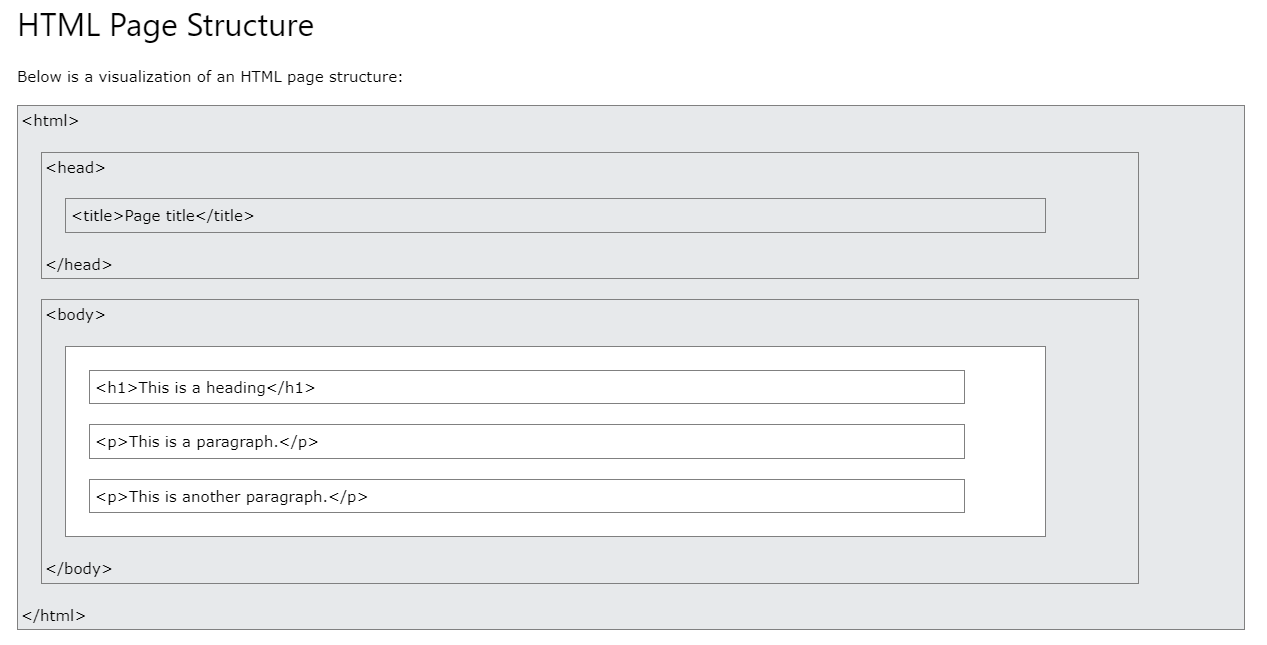 HTML Page Structure
Below is a visualization of an HTML page structure:
<html>
<head>
<title>Page title</title>
</head>
<body>
<h1>This is a heading</h1>
<p>This is a paragraph.</p>
<p>This is another paragraph.</p>
</body>
</html>